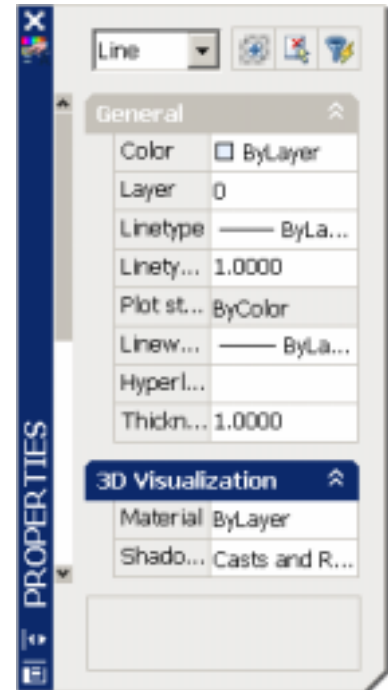 Line
General
Color ByLayer
Layer 0
Linetype ByLa...
Linety... 1.0000
Plot st... ByColor
Linew... ByLa...
Hyperl...
Thickn... 1.0000
3D Visualization
Material ByLayer
Shado... Casts and R...
PROPERTIES